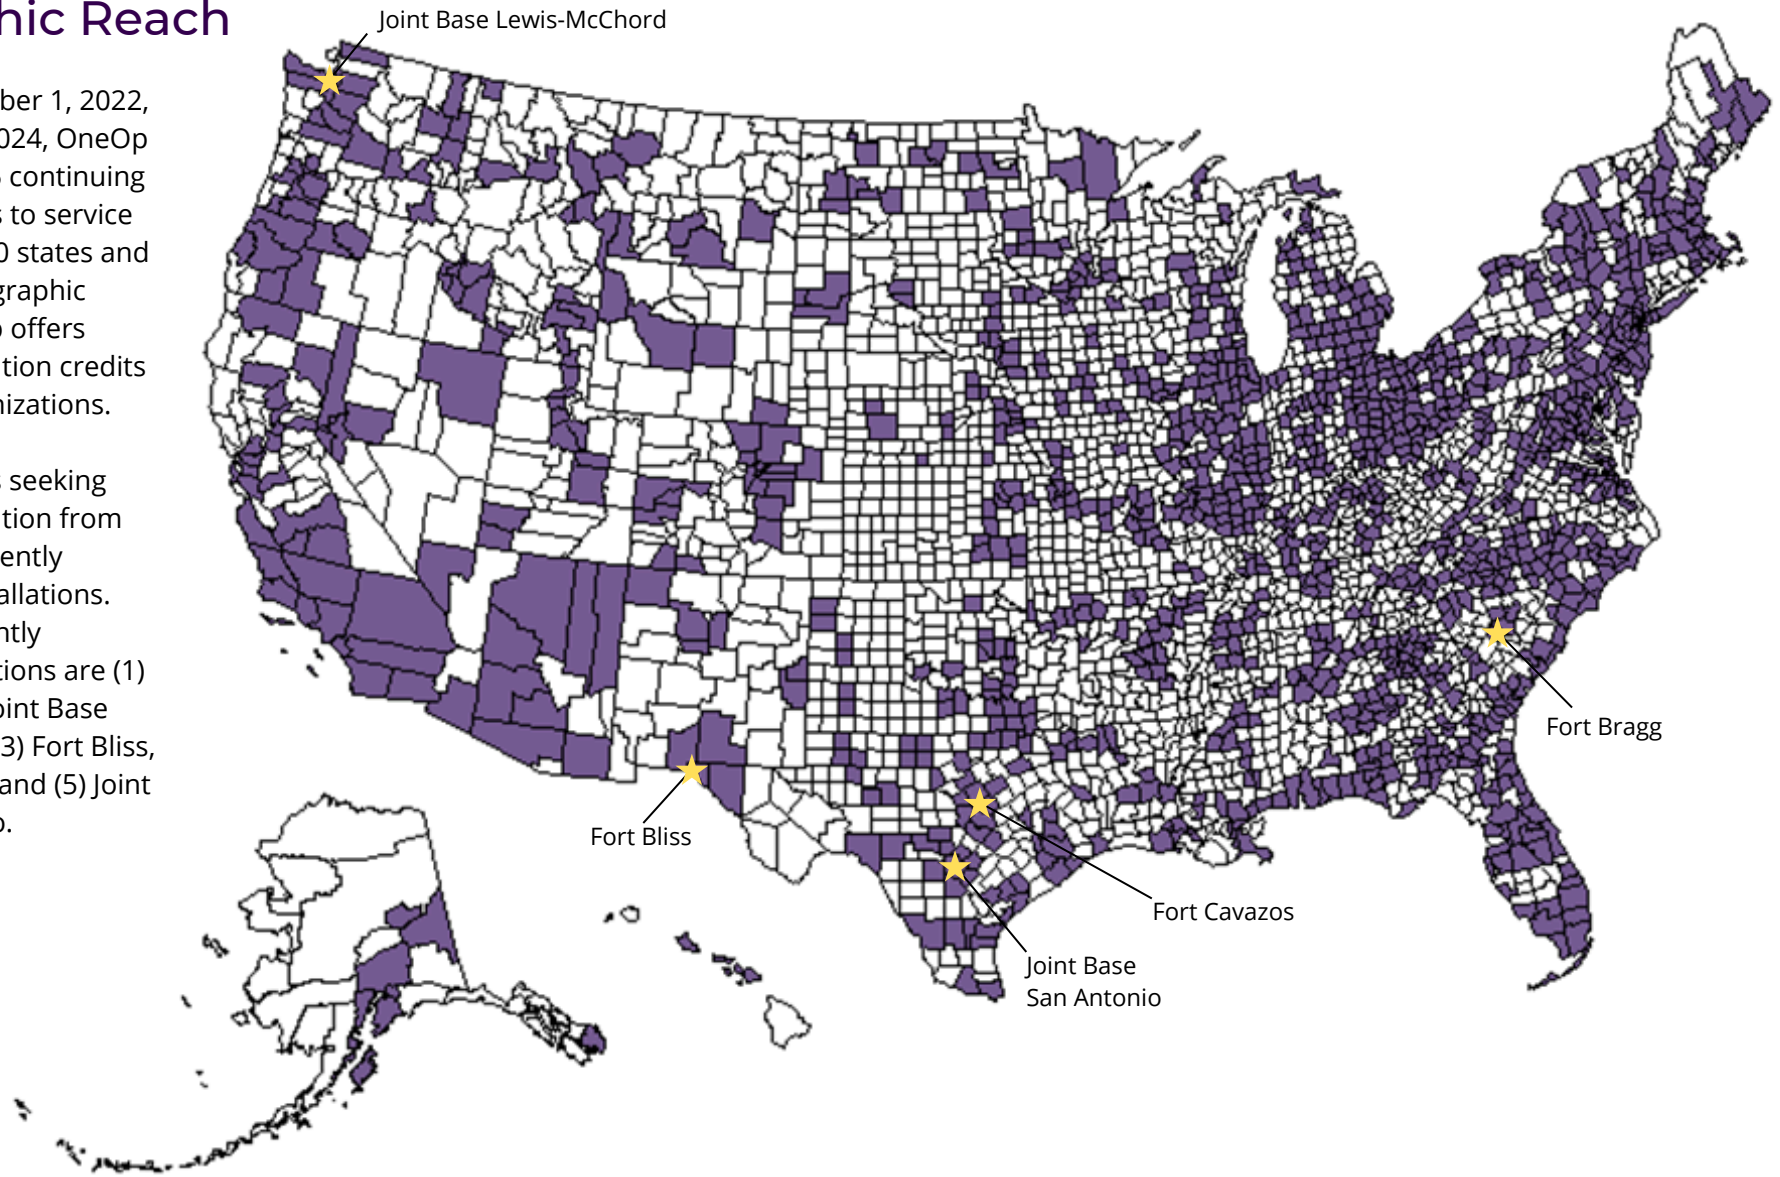 hic Reach
ber 1, 2022,
024, OneOp
continuing
s to service
0 states and
graphic
o offers
tion credits
nizations.
s seeking
tion from
ently
allations.
ntly
tions are (1)
oint Base
3) Fort Bliss,
and (5) Joint
o.
Joint Base Lewis-McChord
Fort Bragg
Fort Bliss
Fort Cavazos
Joint Base
San Antonio